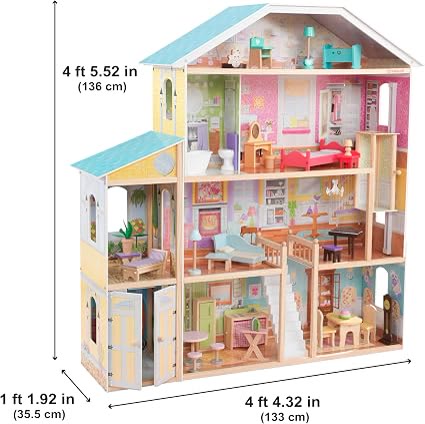 4 ft 5.52 in
(136 cm)
1 ft 1.92 in
(35.5 cm)
4 ft 4.32 in
(133 cm)